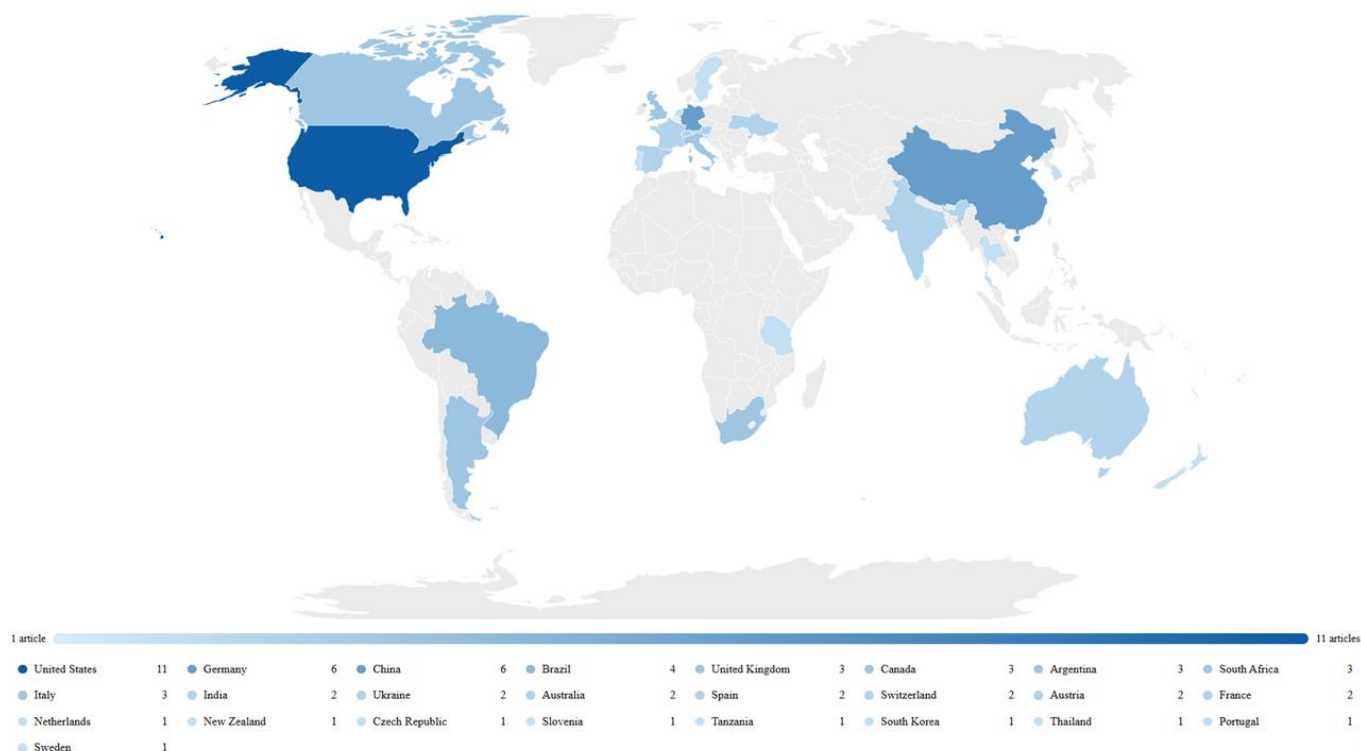 1 article 11 articles
United States 11 Germany 6 China 6 Brazil 4 United Kingdom 3 Canada 3 Argentina 3 South Africa 3
Italy 3 India 2 Ukraine 2 Australia 2 Spain 2 Switzerland 2 Austria 2 France 2
Netherlands 1 New Zealand 1 Czech Republic 1 Slovenia 1 Tanzania 1 South Korea 1 Thailand 1 Portugal 1
Sweden 1